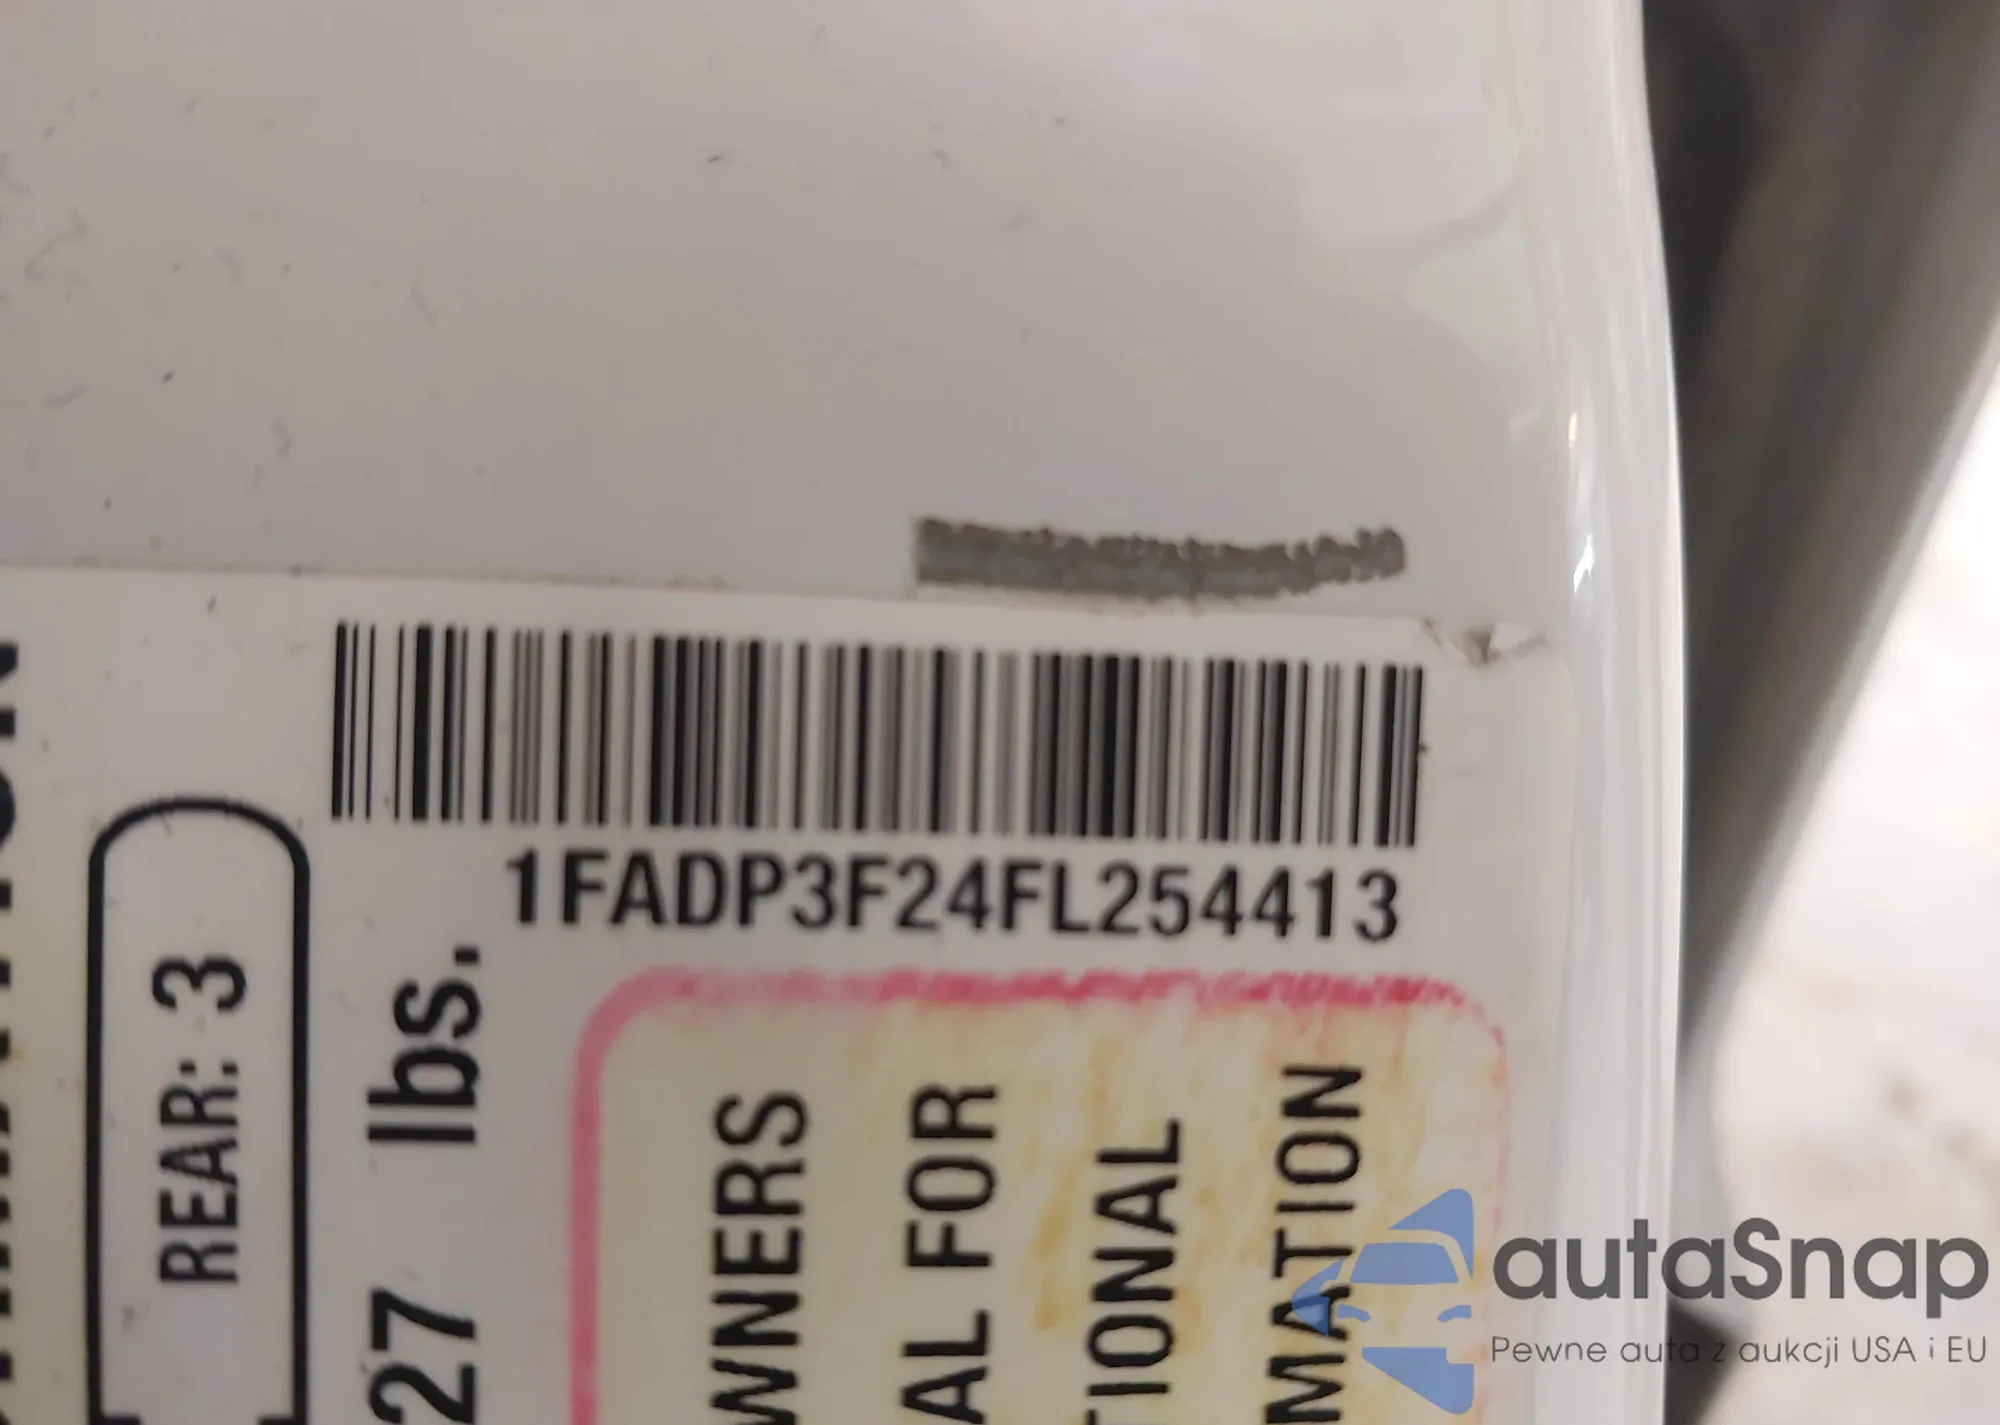 1FADP3F24FL254413
REAR: 3
27 lbs.
WNERS
AL FOR
TIONAL
MATION
autaSnap
Pewne auta z aukcji USA i EU